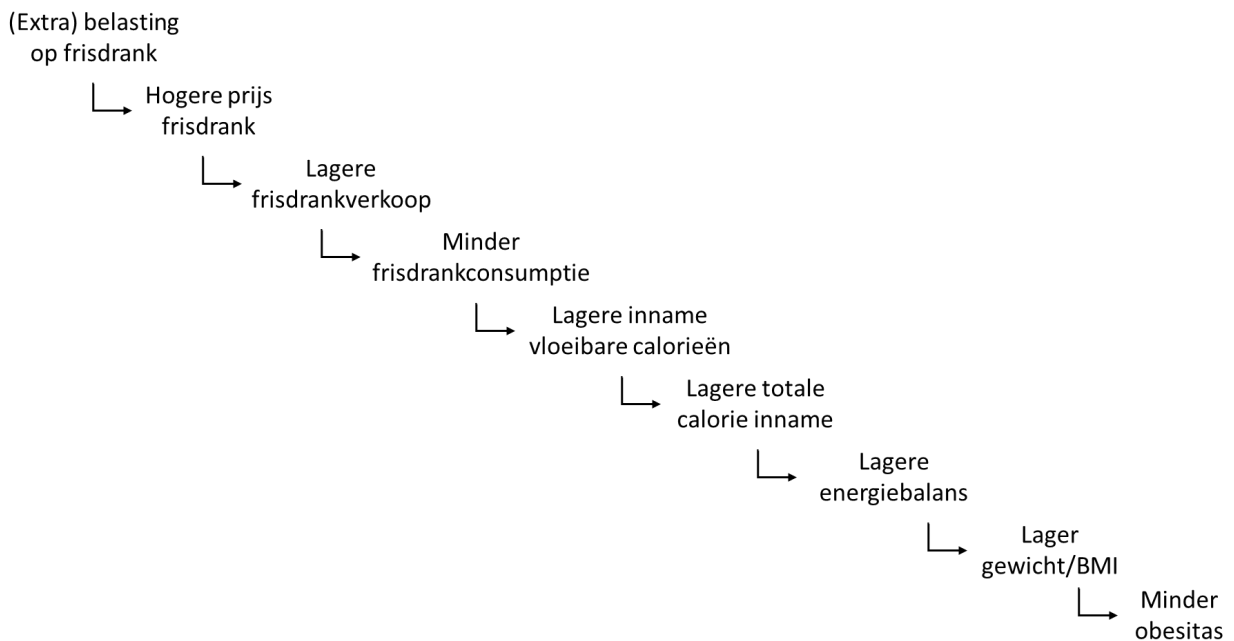 (Extra) belasting
op frisdrank
Hogere prijs
frisdrank
Lagere
frisdrankverkoop
Minder
frisdrankconsumptie
Lagere inname
vloeibare calorieën
Lagere totale
calorie inname
Lagere
energiebalans
Lager
gewicht/BMI
Minder
obesitas